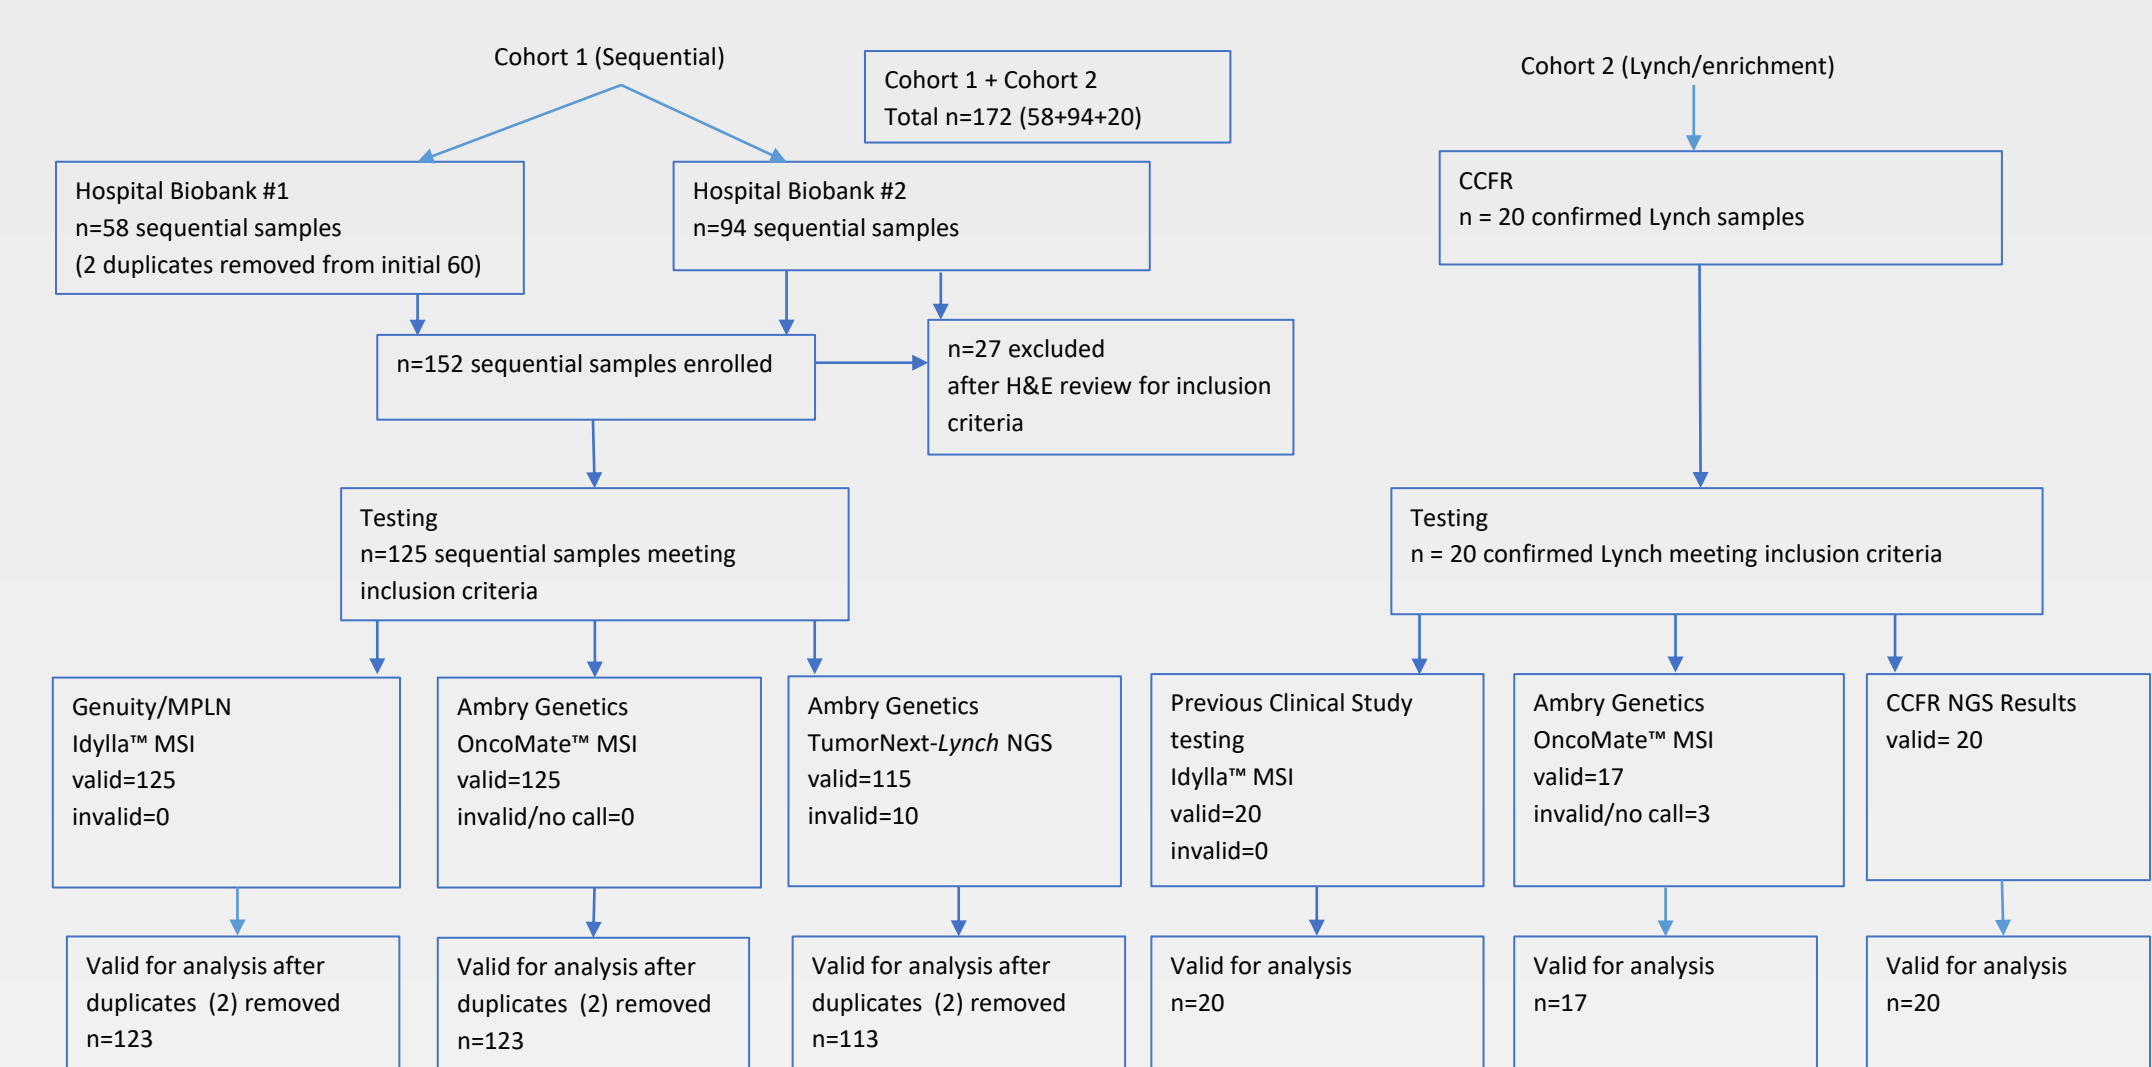 Cohort 1 (Sequential)
Cohort 1 + Cohort 2
Total n=172 (58+94+20)
Cohort 2 (Lynch/enrichment)
Hospital Biobank #1
n=58 sequential samples
(2 duplicates removed from initial 60)
Hospital Biobank #2
n=94 sequential samples
CCFR
n = 20 confirmed Lynch samples
n=152 sequential samples enrolled
n=27 excluded
after H&E review for inclusion
criteria
Testing
n=125 sequential samples meeting
inclusion criteria
Testing
n = 20 confirmed Lynch meeting inclusion criteria
Genuity/MPLN
Idylla™ MSI
valid=125
invalid=0
Ambry Genetics
OncoMate™ MSI
valid=125
invalid/no call=0
Ambry Genetics
TumorNext-Lynch NGS
valid=115
invalid=10
Previous Clinical Study
testing
Idylla™ MSI
valid=20
invalid=0
Ambry Genetics
OncoMate™ MSI
valid=17
invalid/no call=3
CCFR NGS Results
valid= 20
Valid for analysis after
duplicates  (2) removed
n=123
Valid for analysis after
duplicates  (2) removed
n=123
Valid for analysis after
duplicates  (2) removed
n=113
Valid for analysis
n=20
Valid for analysis
n=17
Valid for analysis
n=20